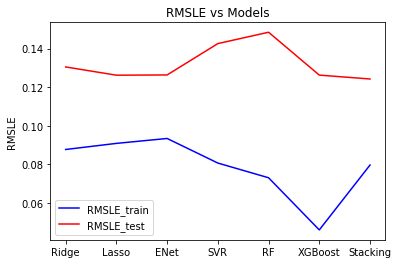 RMSLE vs Models
RMSLE
0.14
0.12
0.10
0.08
0.06
RMSLE_train
RMSLE_test
Ridge Lasso ENet SVR RF XGBoost Stacking